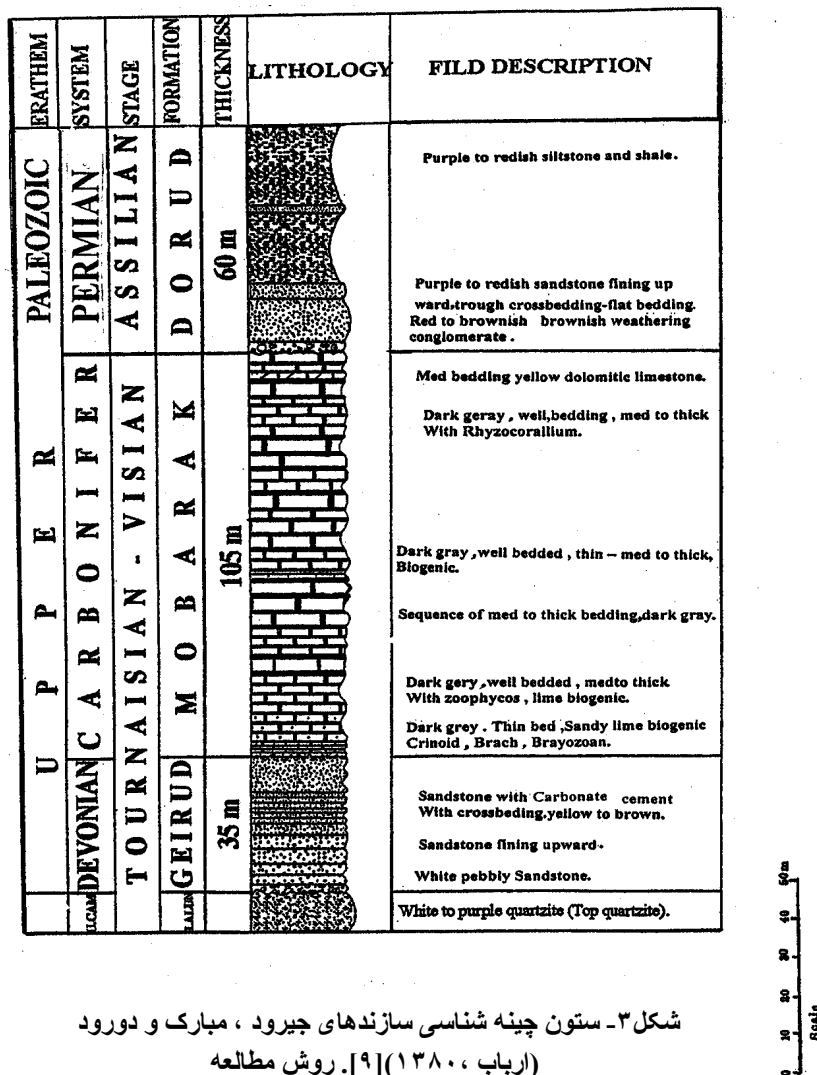 ERATHEM
SYSTEM
STAGE
FORMATION
THICKNESS
LITHOLOGY
FILD DESCRIPTION
UPPER PALEOZOIC
PERMIAN
ASSILIAN
DORUD
60 m
Purple to redish siltstone and shale.
Purple to redish sandstone fining up
ward,trough crossbedding-flat bedding.
Red to brownish brownish weathering
conglomerate .
CARBONIFER
TOURNAISIAN - VISIAN
MOBARAK
105 m
Med bedding yellow dolomitic limestone.
Dark geray , well,bedding , med to thick
With Rhyzocorallium.
Dark gray ,well bedded , thin – med to thick,
Biogenic.
Sequence of med to thick bedding,dark gray.
Dark gery ,well bedded , medto thick
With zoophycos , lime biogenic.
Dark grey . Thin bed ,Sandy lime biogenic
Crinoid , Brach , Brayozoan.
DEVONIAN
GEIRUD
35 m
Sandstone with Carbonate cement
With crossbeding,yellow to brown.
Sandstone fining upward.
White pebbly Sandstone.
White to purple quartzite (Top quartzite).
50m
40
30
20
10
0
Scale
شکل۳- ستون چینه شناسی سازندهای جیرود ، مبارک و دورود
(ارباب ، ۱۳۸۰)[۹]. روش مطالعه